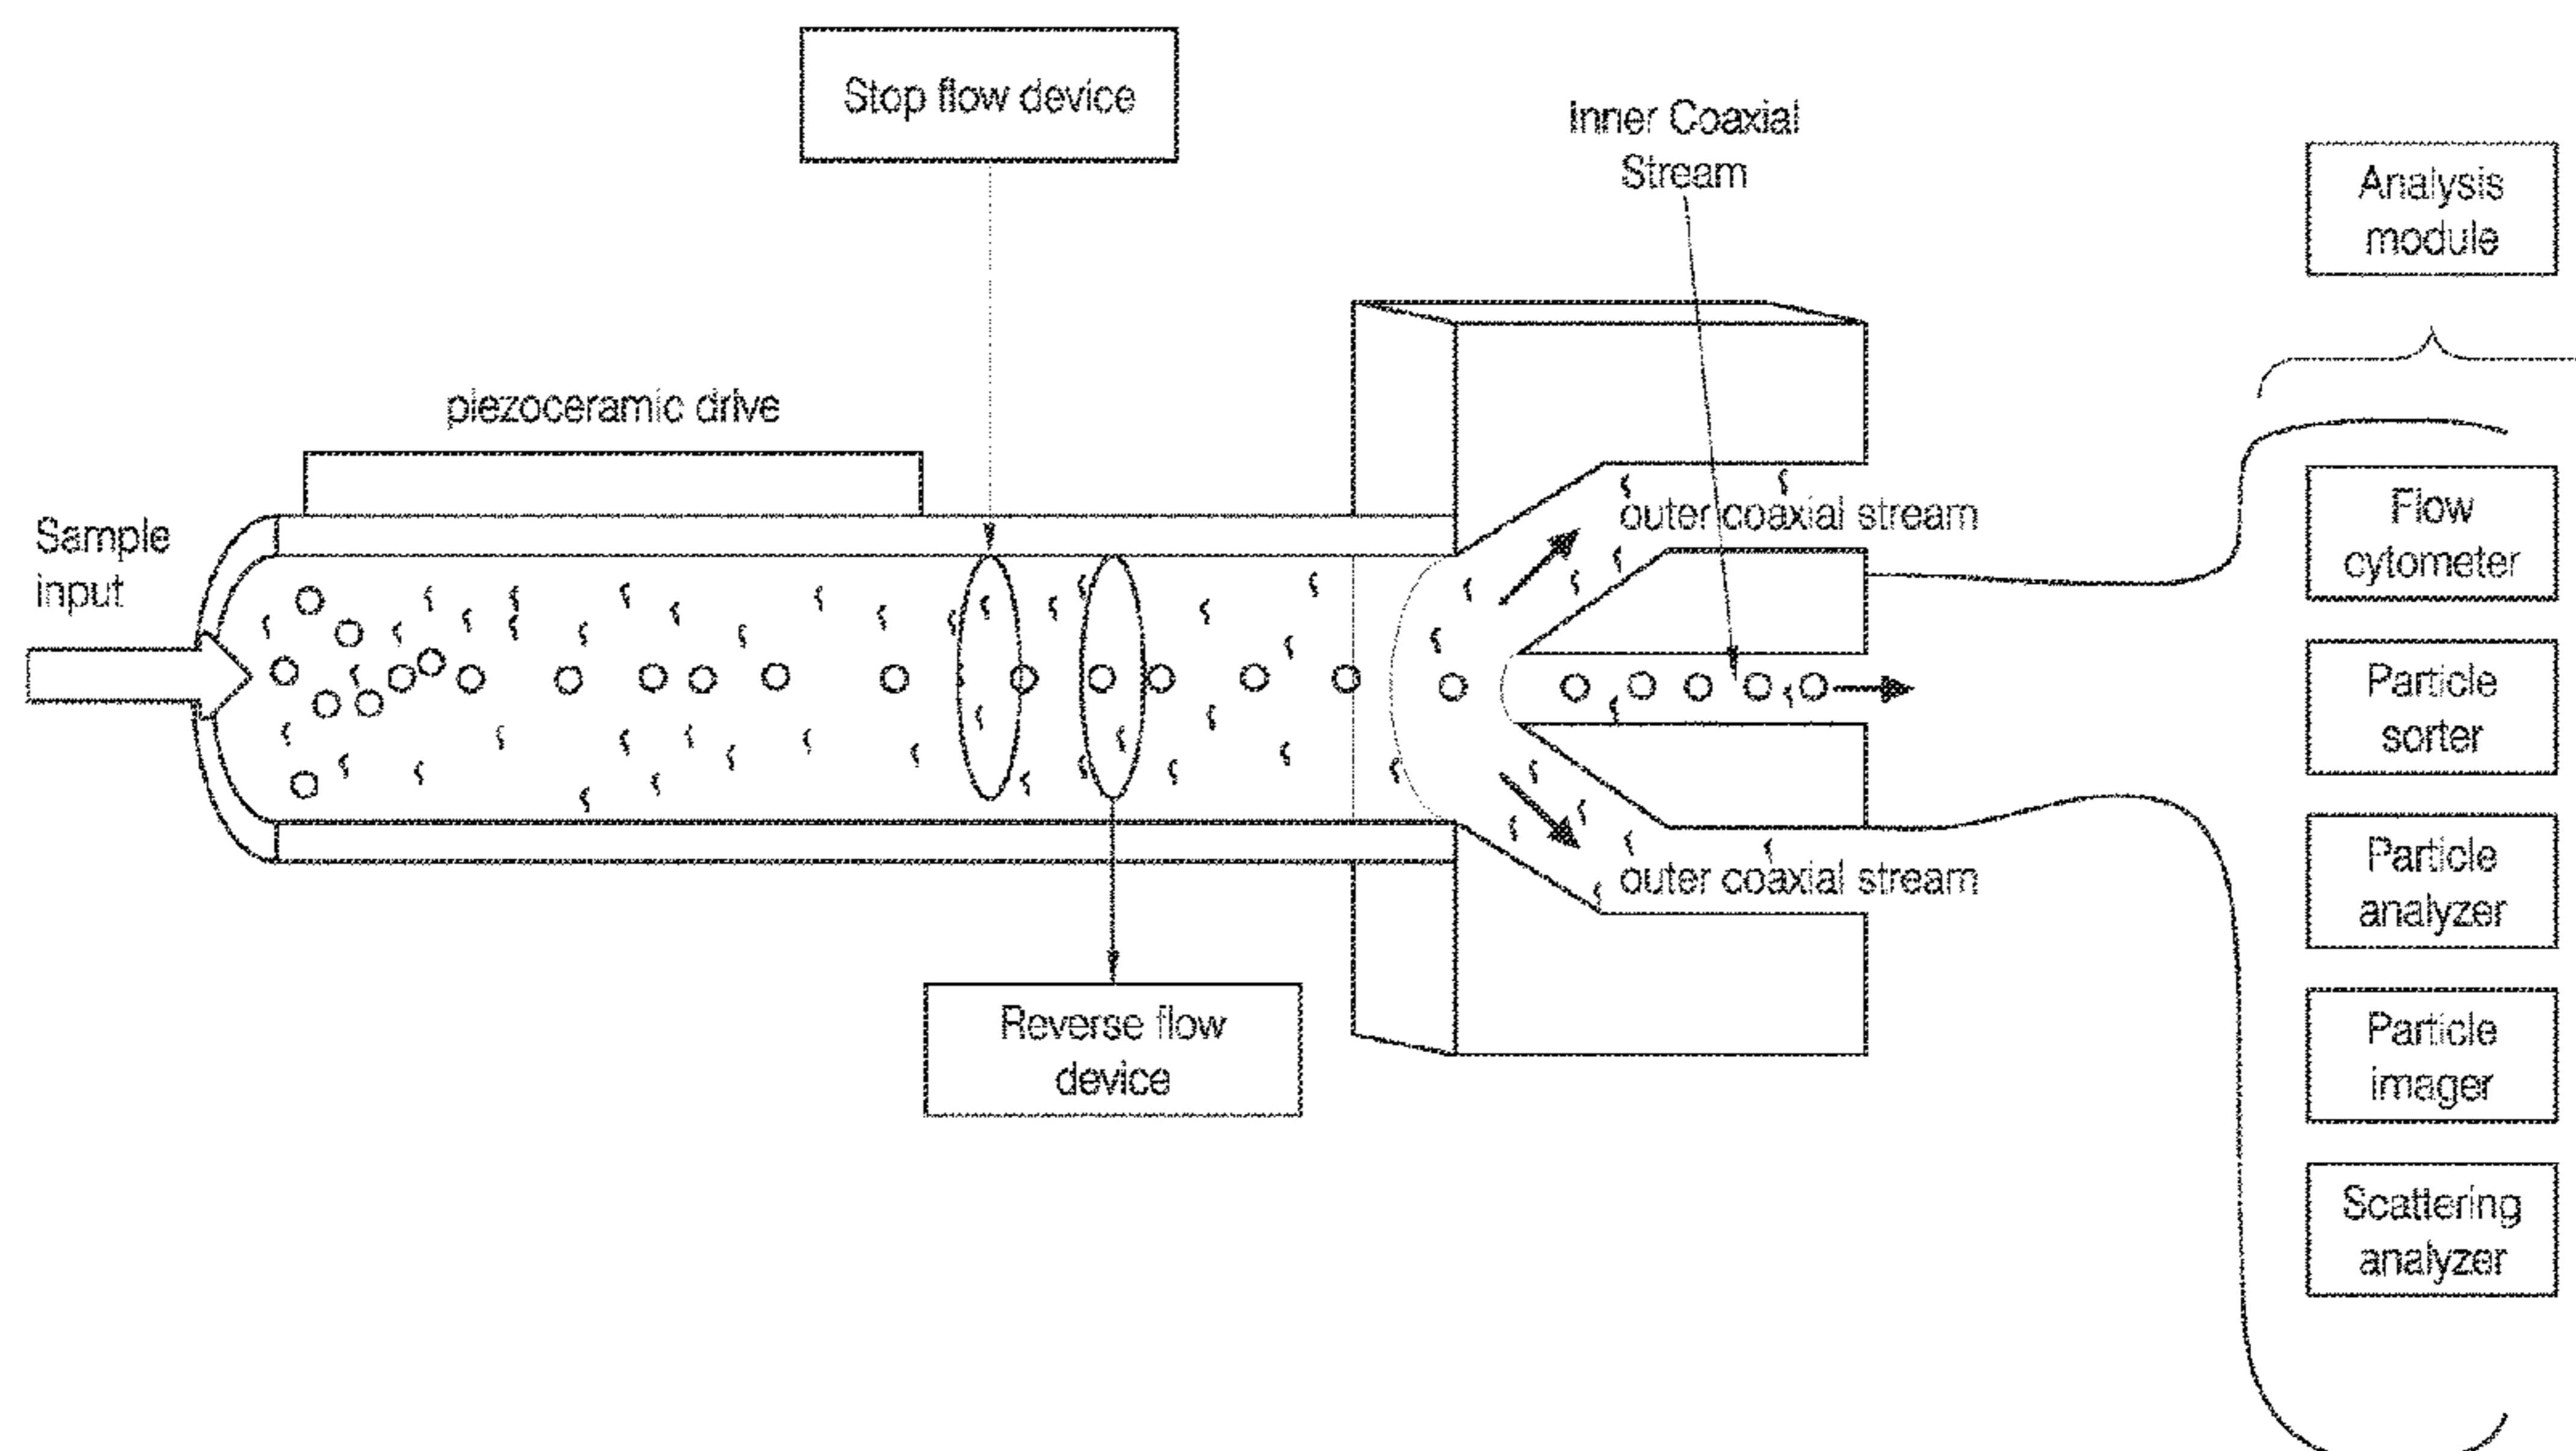 Stop flow device
Inner Coaxial
Stream
Analysis
module
piezoceramic drive
Sample
input
outer coaxial stream
Flow
cytometer
Particle
sorter
Particle
analyzer
outer coaxial stream
Reverse flow
device
Particle
imager
Scattering
analyzer